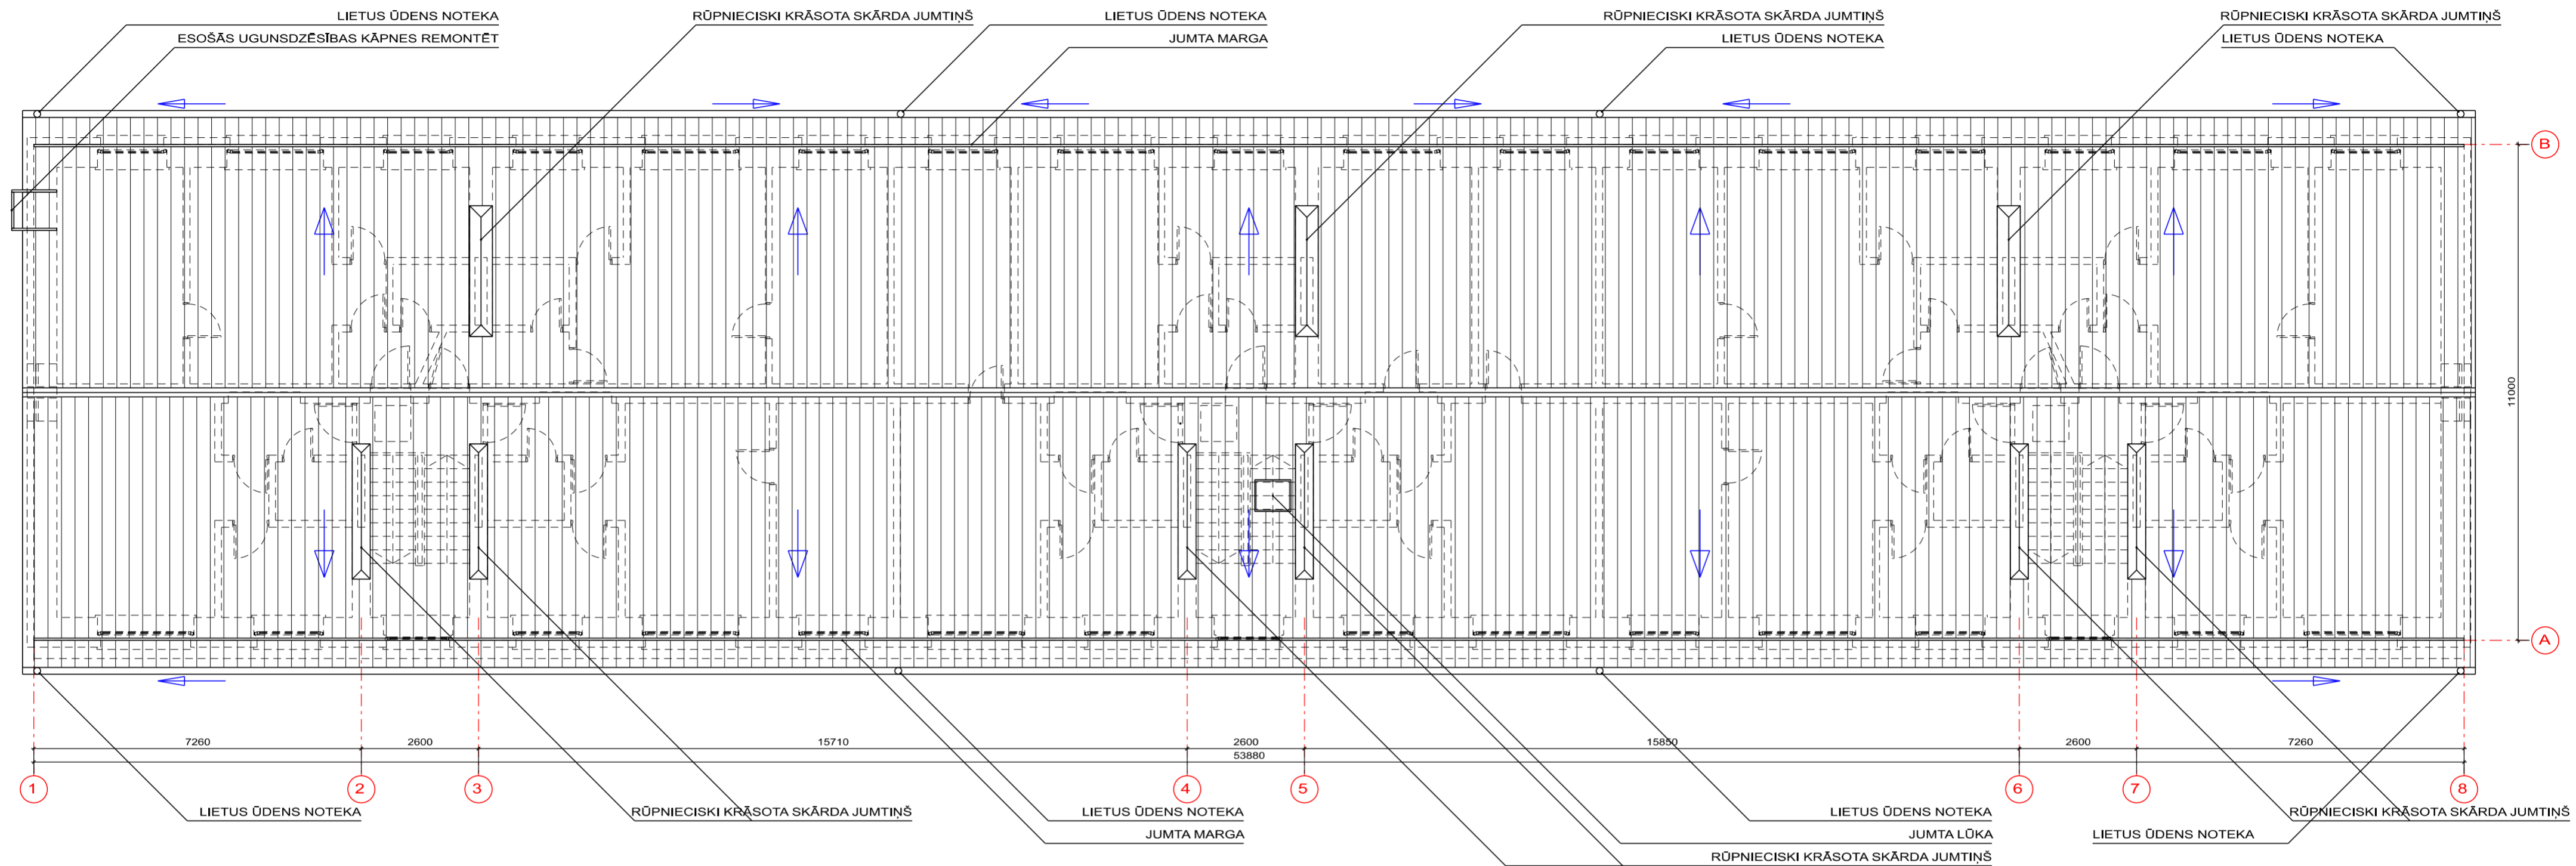 LIETUS ŪDENS NOTEKA
RŪPNIECISKI KRĀSOTA SKĀRDA JUMTIŅŠ
LIETUS ŪDENS NOTEKA
RŪPNIECISKI KRĀSOTA SKĀRDA JUMTIŅŠ
RŪPNIECISKI KRĀSOTA SKĀRDA JUMTIŅŠ
ESOŠĀS UGUNSDZĒSĪBAS KĀPNES REMONTĒT
JUMTA MARGA
LIETUS ŪDENS NOTEKA
LIETUS ŪDENS NOTEKA
B
11000
A
7260
2600
15710
2600
15850
2600
7260
53880
1
2
3
4
5
6
7
8
LIETUS ŪDENS NOTEKA
RŪPNIECISKI KRĀSOTA SKĀRDA JUMTIŅŠ
LIETUS ŪDENS NOTEKA
LIETUS ŪDENS NOTEKA
RŪPNIECISKI KRĀSOTA SKĀRDA JUMTIŅŠ
JUMTA MARGA
JUMTA LŪKA
LIETUS ŪDENS NOTEKA
RŪPNIECISKI KRĀSOTA SKĀRDA JUMTIŅŠ